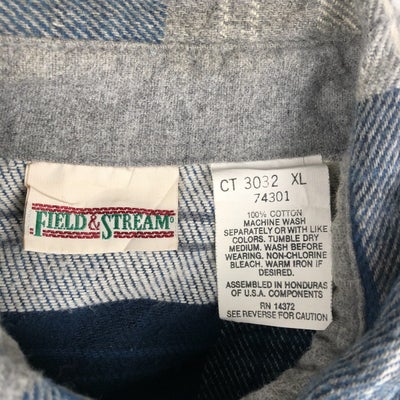 FIELD & STREAM®
CT 3032 XL
74301
100% COTTON
MACHINE WASH
SEPARATELY OR WITH LIKE
COLORS. TUMBLE DRY
MEDIUM. WASH BEFORE
WEARING. NON-CHLORINE
BLEACH. WARM IRON IF
DESIRED.
ASSEMBLED IN HONDURAS
OF U.S.A. COMPONENTS
RN 14372
SEE REVERSE FOR CAUTION